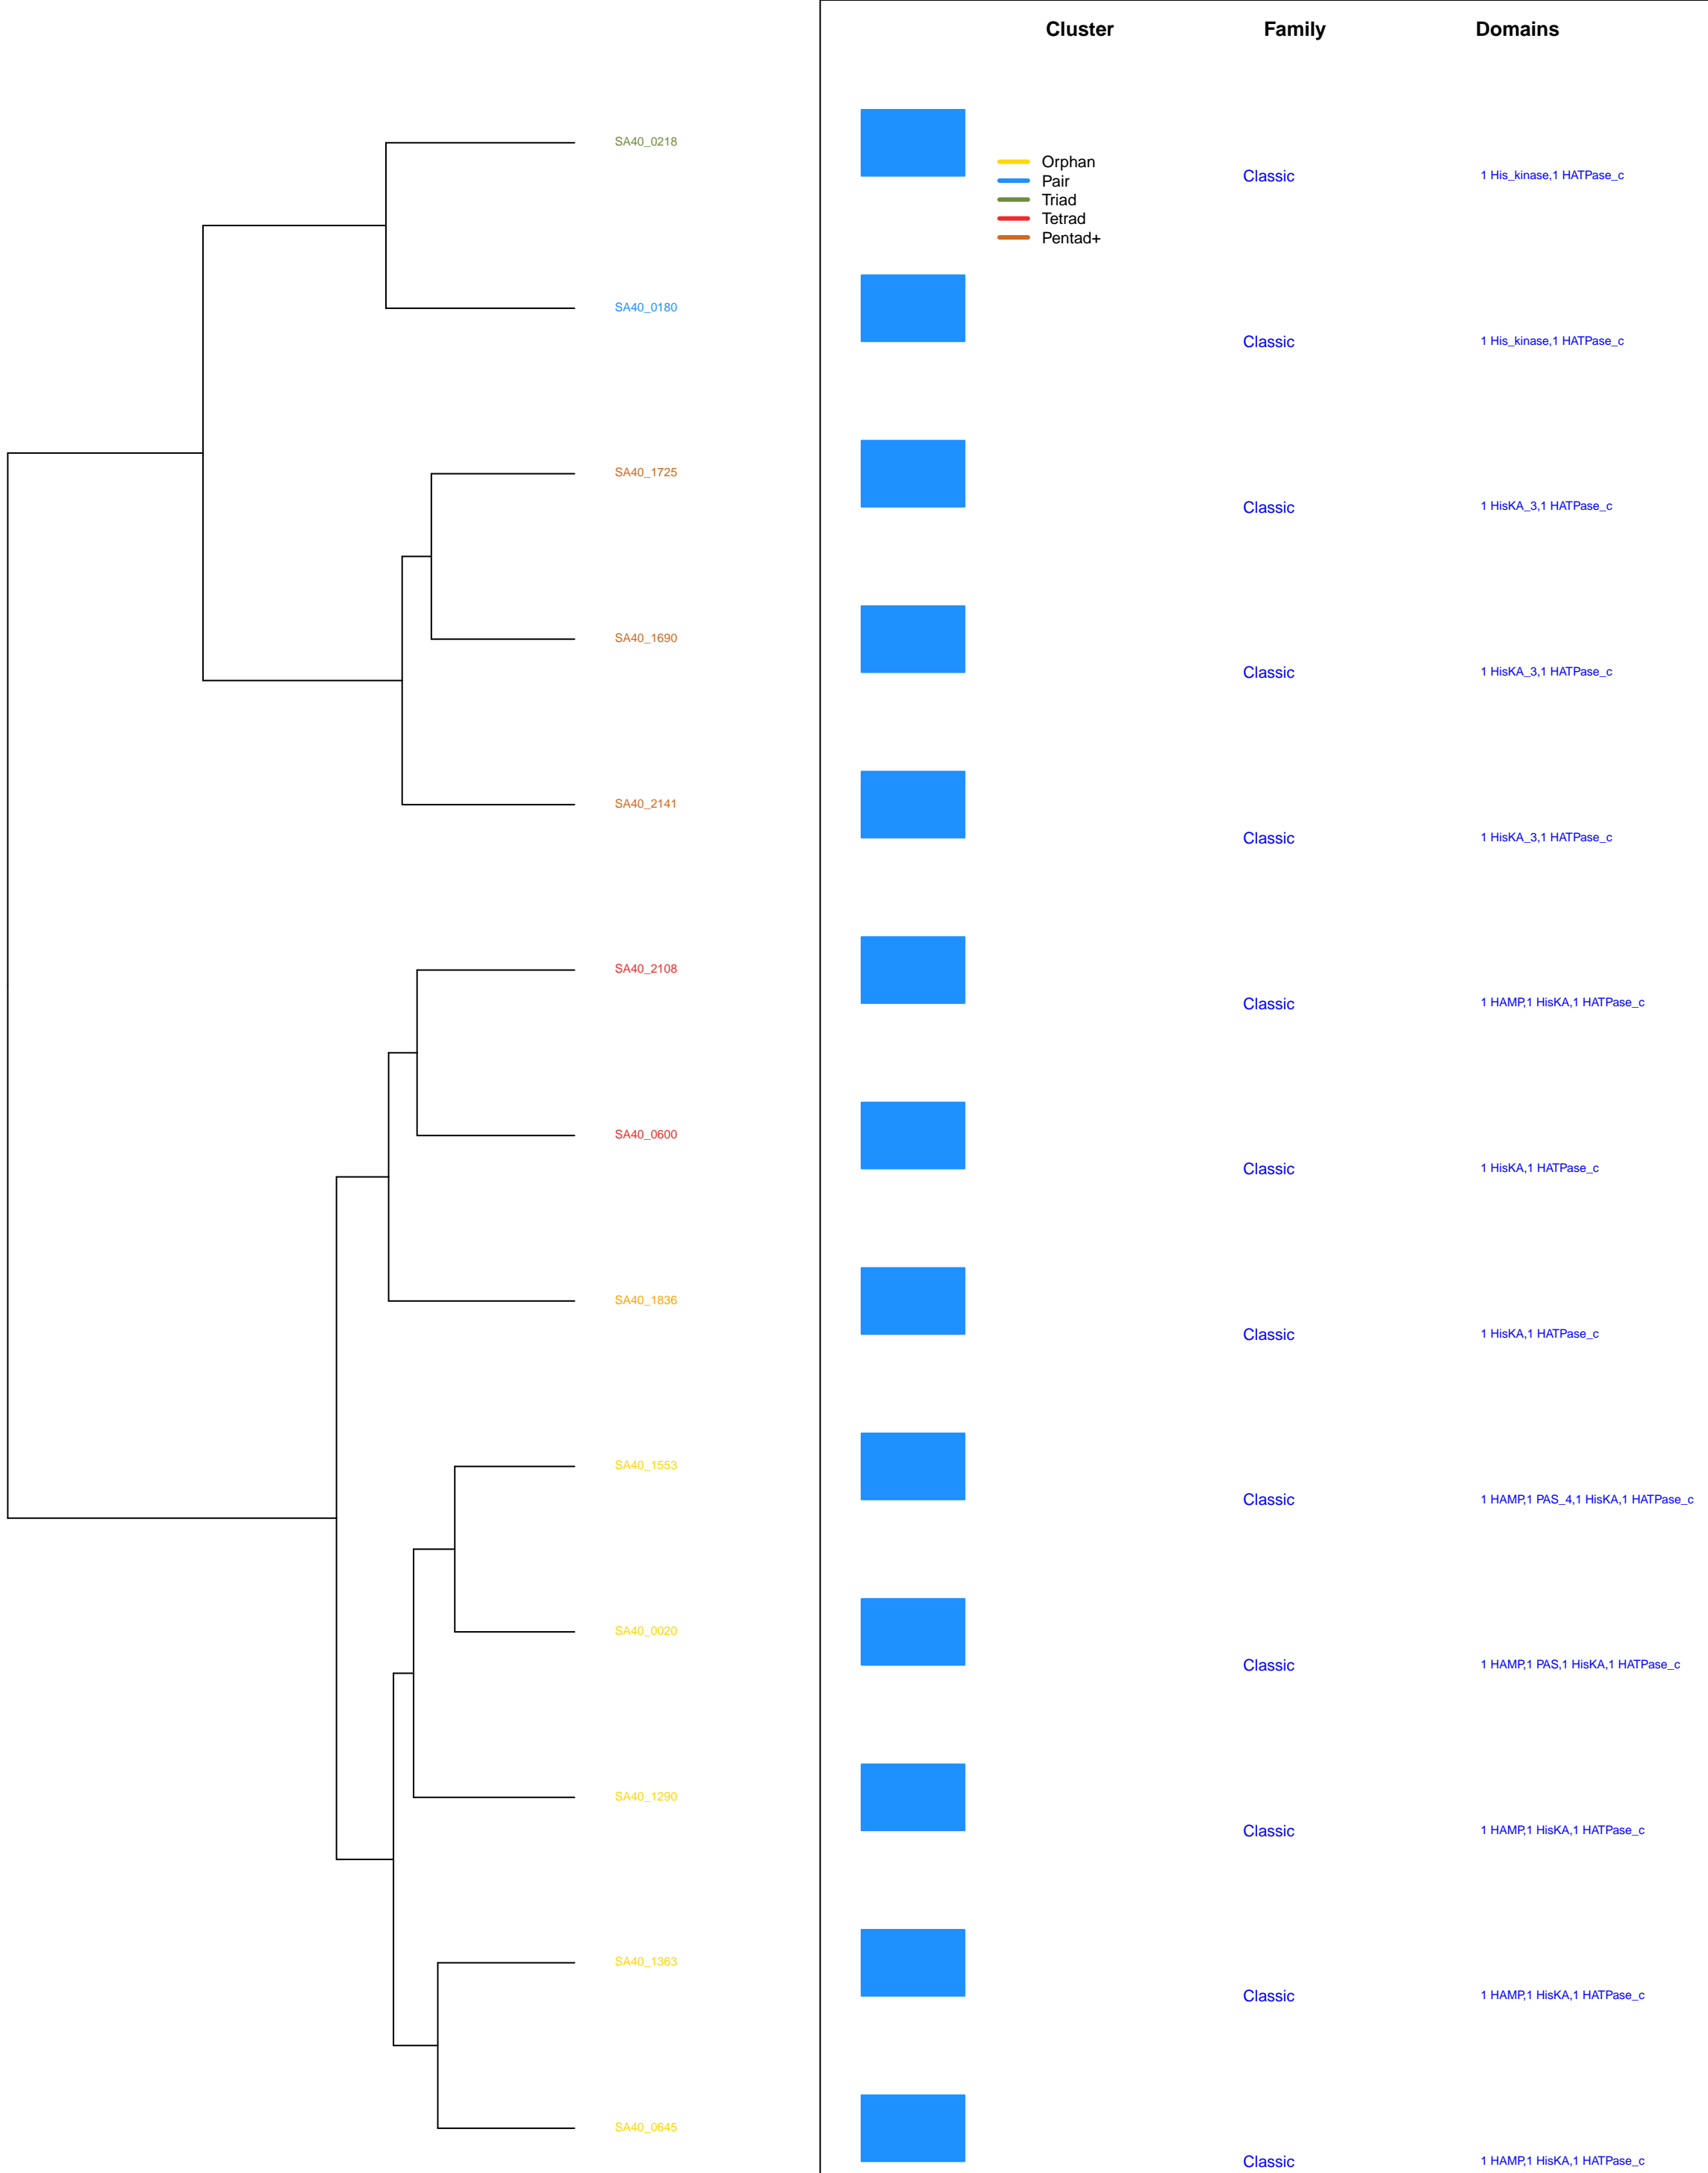 Cluster Family Domains
SA40_0218
Orphan
Pair
Triad
Tetrad
Pentad+
Classic 1 His_kinase,1 HATPase_c
SA40_0180
Classic 1 His_kinase,1 HATPase_c
SA40_1725
Classic 1 HisKA_3,1 HATPase_c
SA40_1690
Classic 1 HisKA_3,1 HATPase_c
SA40_2141
Classic 1 HisKA_3,1 HATPase_c
SA40_2108
Classic 1 HAMP,1 HisKA,1 HATPase_c
SA40_0600
Classic 1 HisKA,1 HATPase_c
SA40_1836
Classic 1 HisKA,1 HATPase_c
SA40_1553
Classic 1 HAMP,1 PAS_4,1 HisKA,1 HATPase_c
SA40_0020
Classic 1 HAMP,1 PAS,1 HisKA,1 HATPase_c
SA40_1290
Classic 1 HAMP,1 HisKA,1 HATPase_c
SA40_1363
Classic 1 HAMP,1 HisKA,1 HATPase_c
SA40_0645
Classic 1 HAMP,1 HisKA,1 HATPase_c